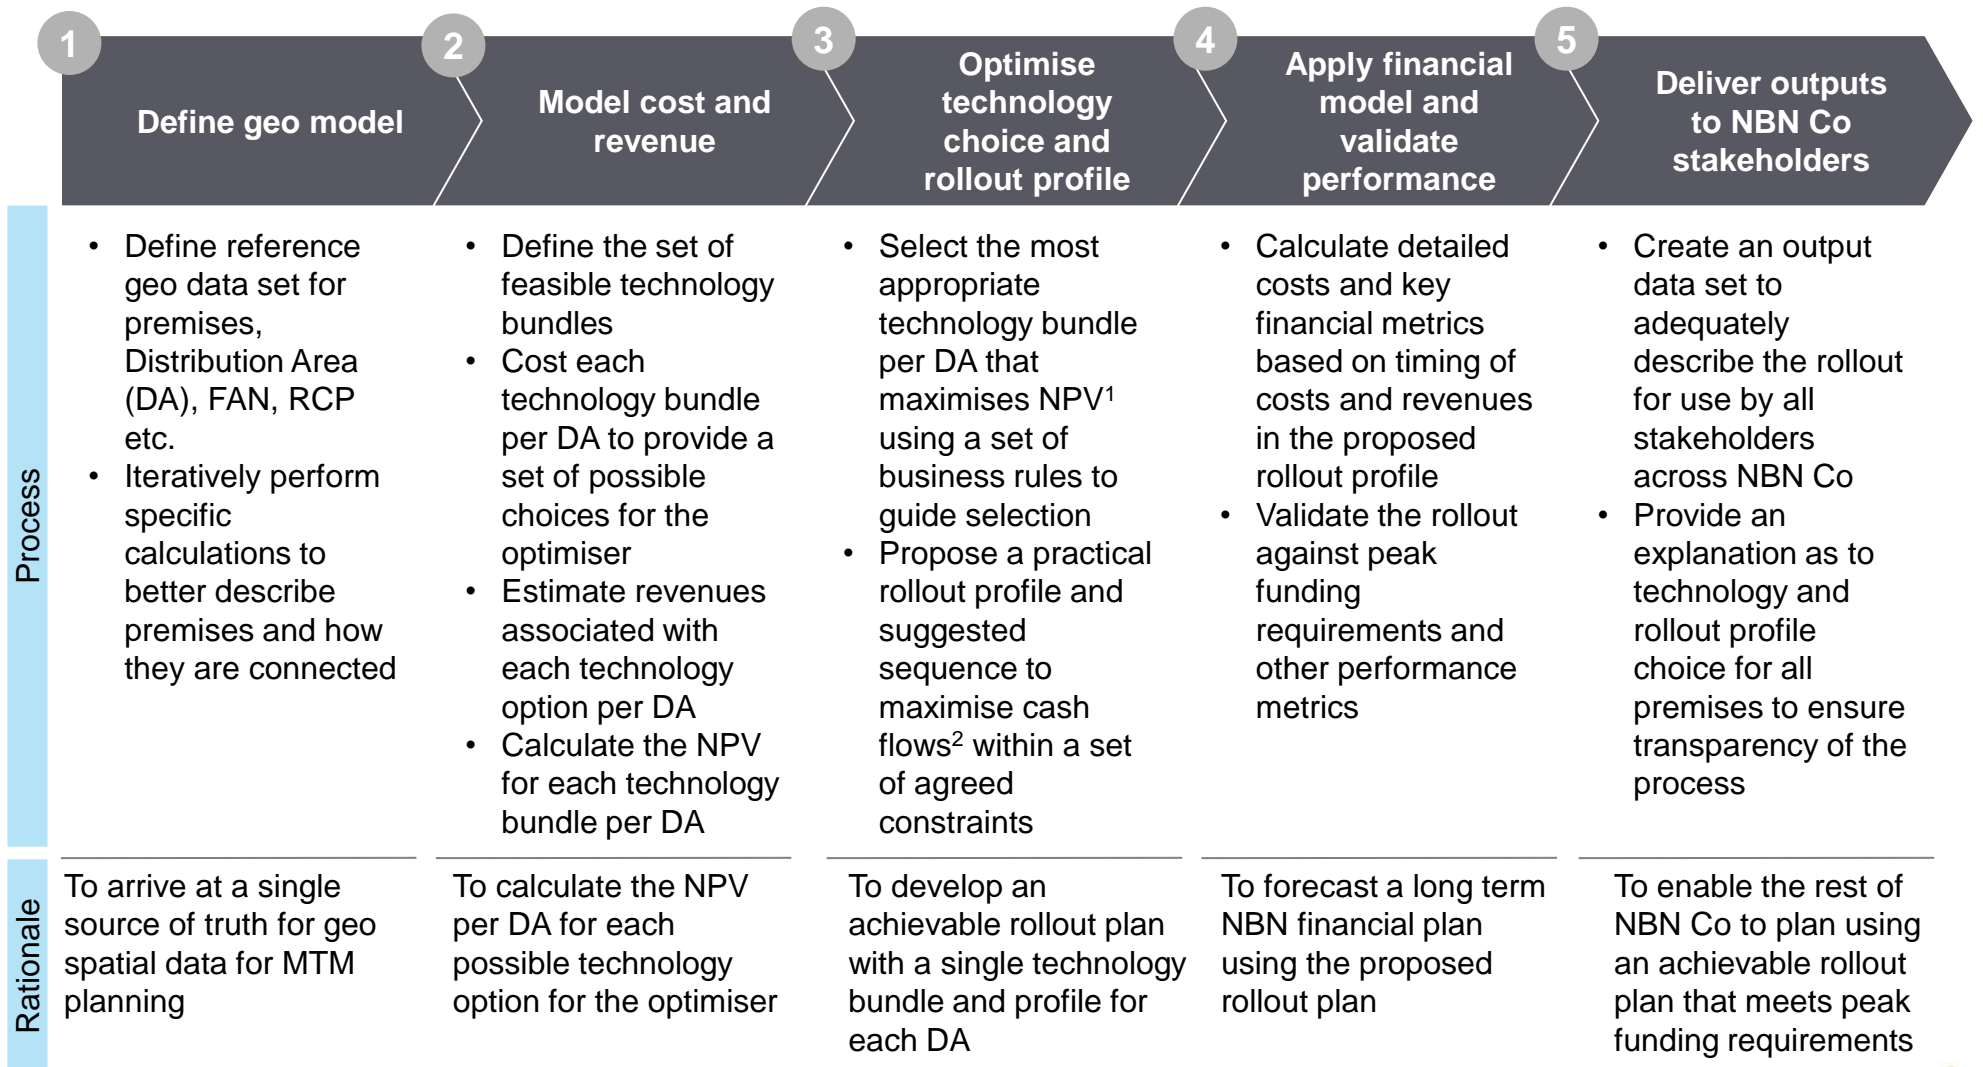 1
Define geo model
2
Model cost and
revenue
3
Optimise
technology
choice and
rollout profile
4
Apply financial
model and
validate
performance
5
Deliver outputs
to NBN Co
stakeholders
Process
• Define reference
geo data set for
premises,
Distribution Area
(DA), FAN, RCP
etc.
• Iteratively perform
specific
calculations to
better describe
premises and how
they are connected
• Define the set of
feasible technology
bundles
• Cost each
technology bundle
per DA to provide a
set of possible
choices for the
optimiser
• Estimate revenues
associated with
each technology
option per DA
• Calculate the NPV
for each technology
bundle per DA
• Select the most
appropriate
technology bundle
per DA that
maximises NPV¹
using a set of
business rules to
guide selection
• Propose a practical
rollout profile and
suggested
sequence to
maximise cash
flows² within a set
of agreed
constraints
• Calculate detailed
costs and key
financial metrics
based on timing of
costs and revenues
in the proposed
rollout profile
• Validate the rollout
against peak
funding
requirements and
other performance
metrics
• Create an output
data set to
adequately
describe the rollout
for use by all
stakeholders
across NBN Co
• Provide an
explanation as to
technology and
rollout profile
choice for all
premises to ensure
transparency of the
process
Rationale
To arrive at a single
source of truth for geo
spatial data for MTM
planning
To calculate the NPV
per DA for each
possible technology
option for the optimiser
To develop an
achievable rollout plan
with a single technology
bundle and profile for
each DA
To forecast a long term
NBN financial plan
using the proposed
rollout plan
To enable the rest of
NBN Co to plan using
an achievable rollout
plan that meets peak
funding requirements